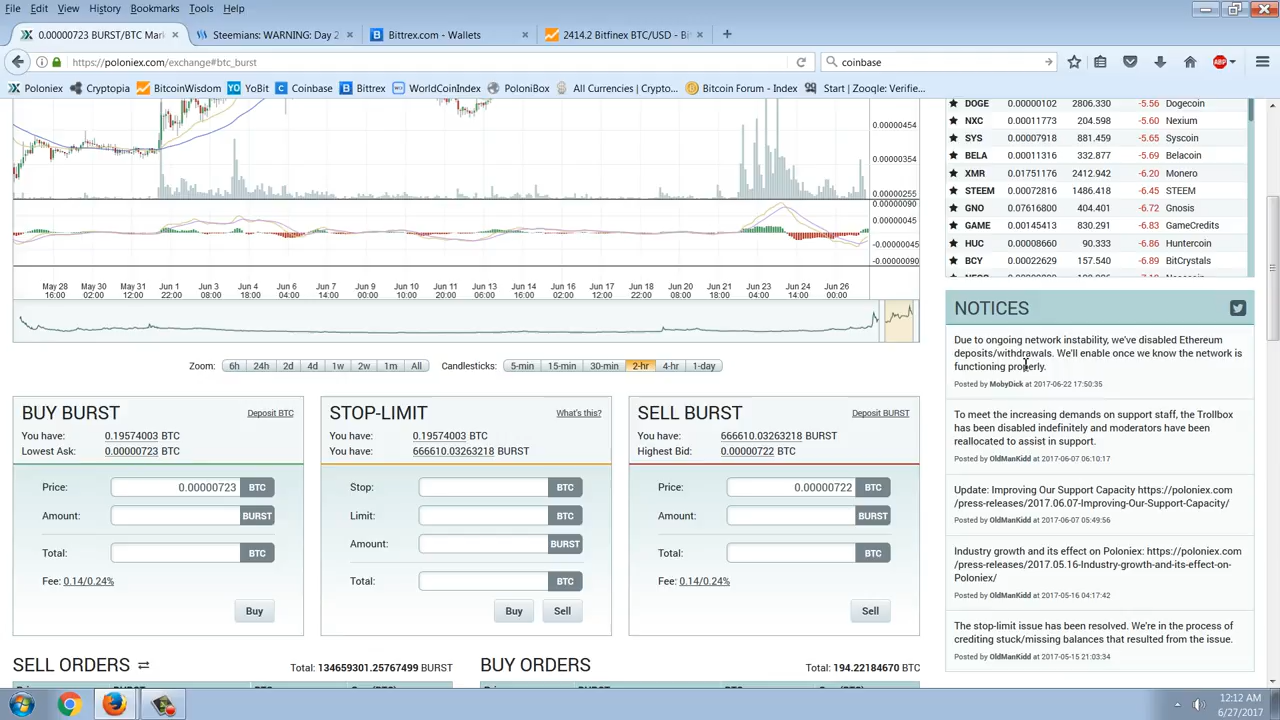 File Edit View History Bookmarks Tools Help
0.00000723 BURST/BTC Mark
Steemians: WARNING: Day 2
Bittrex.com - Wallets
2414.2 Bitfinex BTC/USD - Bi
https://poloniex.com/exchange#btc_burst
coinbase
Poloniex Cryptopia BitcoinWisdom YoBit Coinbase Bittrex WorldCoinIndex PoloniBox All Currencies | Crypto... Bitcoin Forum - Index Start | Zooqle: Verifie...
0.00000454
0.00000354
0.00000255
0.00000090
0.00000045
-0.00000045
-0.00000090
May 28 16:00
May 30 02:00
May 31 12:00
Jun 1 22:00
Jun 3 08:00
Jun 4 18:00
Jun 6 04:00
Jun 7 14:00
Jun 9 00:00
Jun 10 10:00
Jun 11 20:00
Jun 13 06:00
Jun 14 16:00
Jun 16 02:00
Jun 17 12:00
Jun 18 22:00
Jun 20 08:00
Jun 21 18:00
Jun 23 04:00
Jun 24 14:00
Jun 26 00:00
Zoom: 6h 24h 2d 4d 1w 2w 1m All Candlesticks: 5-min 15-min 30-min 2-hr 4-hr 1-day
BUY BURST Deposit BTC
You have: 0.19574003 BTC
Lowest Ask: 0.00000723 BTC
Price: 0.00000723 BTC
Amount: BURST
Total: BTC
Fee: 0.14/0.24%
Buy
STOP-LIMIT What's this?
You have: 0.19574003 BTC
You have: 666610.03263218 BURST
Stop: BTC
Limit: BTC
Amount: BURST
Total: BTC
Buy Sell
SELL BURST Deposit BURST
You have: 666610.03263218 BURST
Highest Bid: 0.00000722 BTC
Price: 0.00000722 BTC
Amount: BURST
Total: BTC
Fee: 0.14/0.24%
Sell
SELL ORDERS Total: 134659301.25767499 BURST
BUY ORDERS Total: 194.22184670 BTC
DOGE 0.00000102 2806.330 -5.56 Dogecoin
NXC 0.00011773 204.598 -5.60 Nexium
SYS 0.00007918 881.459 -5.65 Syscoin
BELA 0.00011316 332.877 -5.69 Belacoin
XMR 0.01751176 2412.942 -6.20 Monero
STEEM 0.00072816 1486.418 -6.45 STEEM
GNO 0.07616800 404.401 -6.72 Gnosis
GAME 0.00145413 830.291 -6.83 GameCredits
HUC 0.00008660 90.333 -6.86 Huntercoin
BCY 0.00022629 157.540 -6.89 BitCrystals
NOTICES
Due to ongoing network instability, we've disabled Ethereum
deposits/withdrawals. We'll enable once we know the network is
functioning properly.
Posted by MobyDick at 2017-06-22 17:50:35
To meet the increasing demands on support staff, the Trollbox
has been disabled indefinitely and moderators have been
reallocated to assist in support.
Posted by OldManKidd at 2017-06-07 06:10:17
Update: Improving Our Support Capacity https://poloniex.com
/press-releases/2017.06.07-Improving-Our-Support-Capacity/
Posted by OldManKidd at 2017-06-07 05:49:56
Industry growth and its effect on Poloniex: https://poloniex.com
/press-releases/2017.05.16-Industry-growth-and-its-effect-on-
Poloniex/
Posted by OldManKidd at 2017-05-16 04:17:42
The stop-limit issue has been resolved. We're in the process of
crediting stuck/missing balances that resulted from the issue.
Posted by OldManKidd at 2017-05-15 21:03:34
12:12 AM
6/27/2017